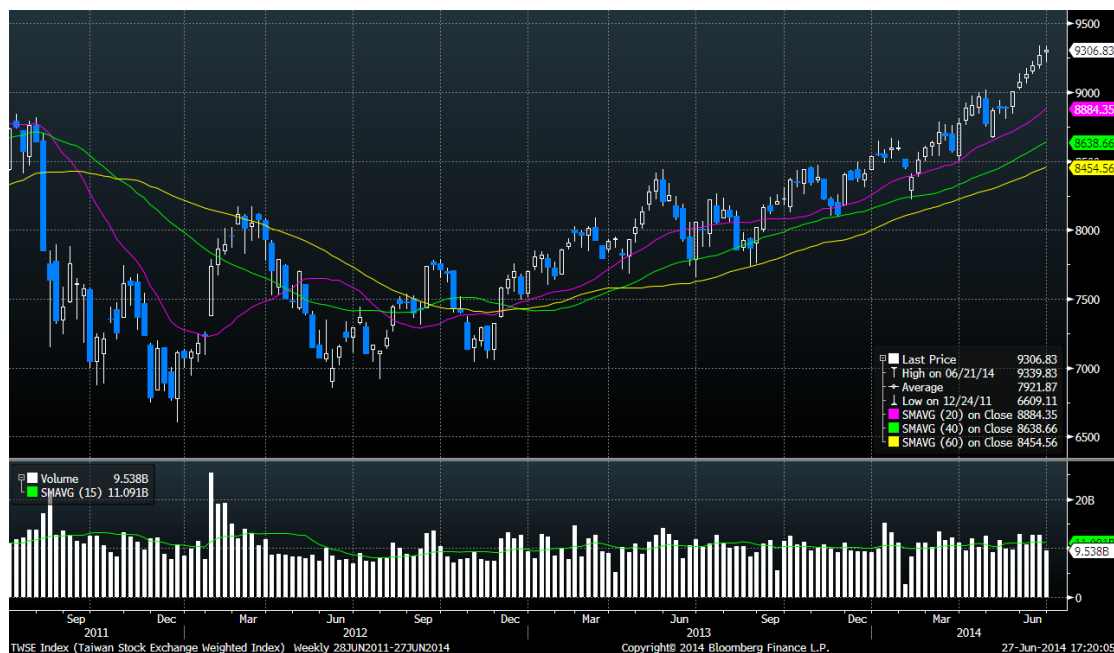 9500
9306.83
9000
8884.35
8638.66
8500
8454.56
8000
7500
7000
6500
Last Price 9306.83
High on 06/21/14 9339.83
Average 7921.87
Low on 12/24/11 6609.11
SMAVG (20) on Close 8884.35
SMAVG (40) on Close 8638.66
SMAVG (60) on Close 8454.56
Volume 9.538B
SMAVG (15) 11.091B
20B
11.091B
9.538B
0
Sep Dec Mar Jun Sep Dec Mar Jun Sep Dec Mar Jun
2011 2012 2013 2014
TWSE Index (Taiwan Stock Exchange Weighted Index) Weekly 28JUN2011-27JUN2014 Copyright© 2014 Bloomberg Finance L.P. 27-Jun-2014 17:20:05